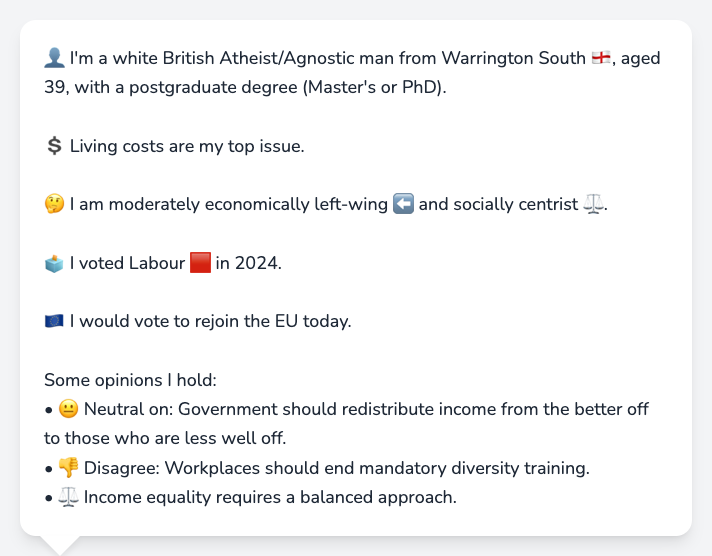 👤 I'm a white British Atheist/Agnostic man from Warrington South 🏴󠁧󠁢󠁥󠁮󠁧󠁿, aged
39, with a postgraduate degree (Master's or PhD).
💲 Living costs are my top issue.
🤔 I am moderately economically left-wing ⬅️ and socially centrist ⚖️.
🗳️ I voted Labour 🟥 in 2024.
🇪🇺 I would vote to rejoin the EU today.
Some opinions I hold:
• 😐 Neutral on: Government should redistribute income from the better off
to those who are less well off.
• 👎 Disagree: Workplaces should end mandatory diversity training.
• ⚖️ Income equality requires a balanced approach.